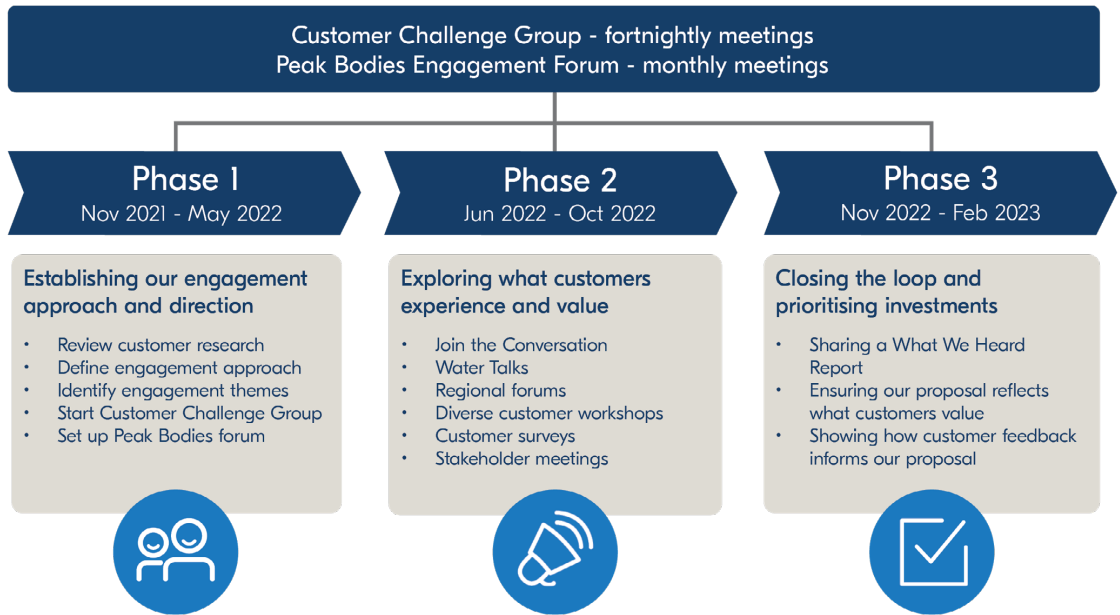 Customer Challenge Group - fortnightly meetings
Peak Bodies Engagement Forum - monthly meetings
Phase 1
Nov 2021 - May 2022
Establishing our engagement
approach and direction
• Review customer research
• Define engagement approach
• Identify engagement themes
• Start Customer Challenge Group
• Set up Peak Bodies forum
Phase 2
Jun 2022 - Oct 2022
Exploring what customers
experience and value
• Join the Conversation
• Water Talks
• Regional forums
• Diverse customer workshops
• Customer surveys
• Stakeholder meetings
Phase 3
Nov 2022 - Feb 2023
Closing the loop and
prioritising investments
• Sharing a What We Heard
Report
• Ensuring our proposal reflects
what customers value
• Showing how customer feedback
informs our proposal